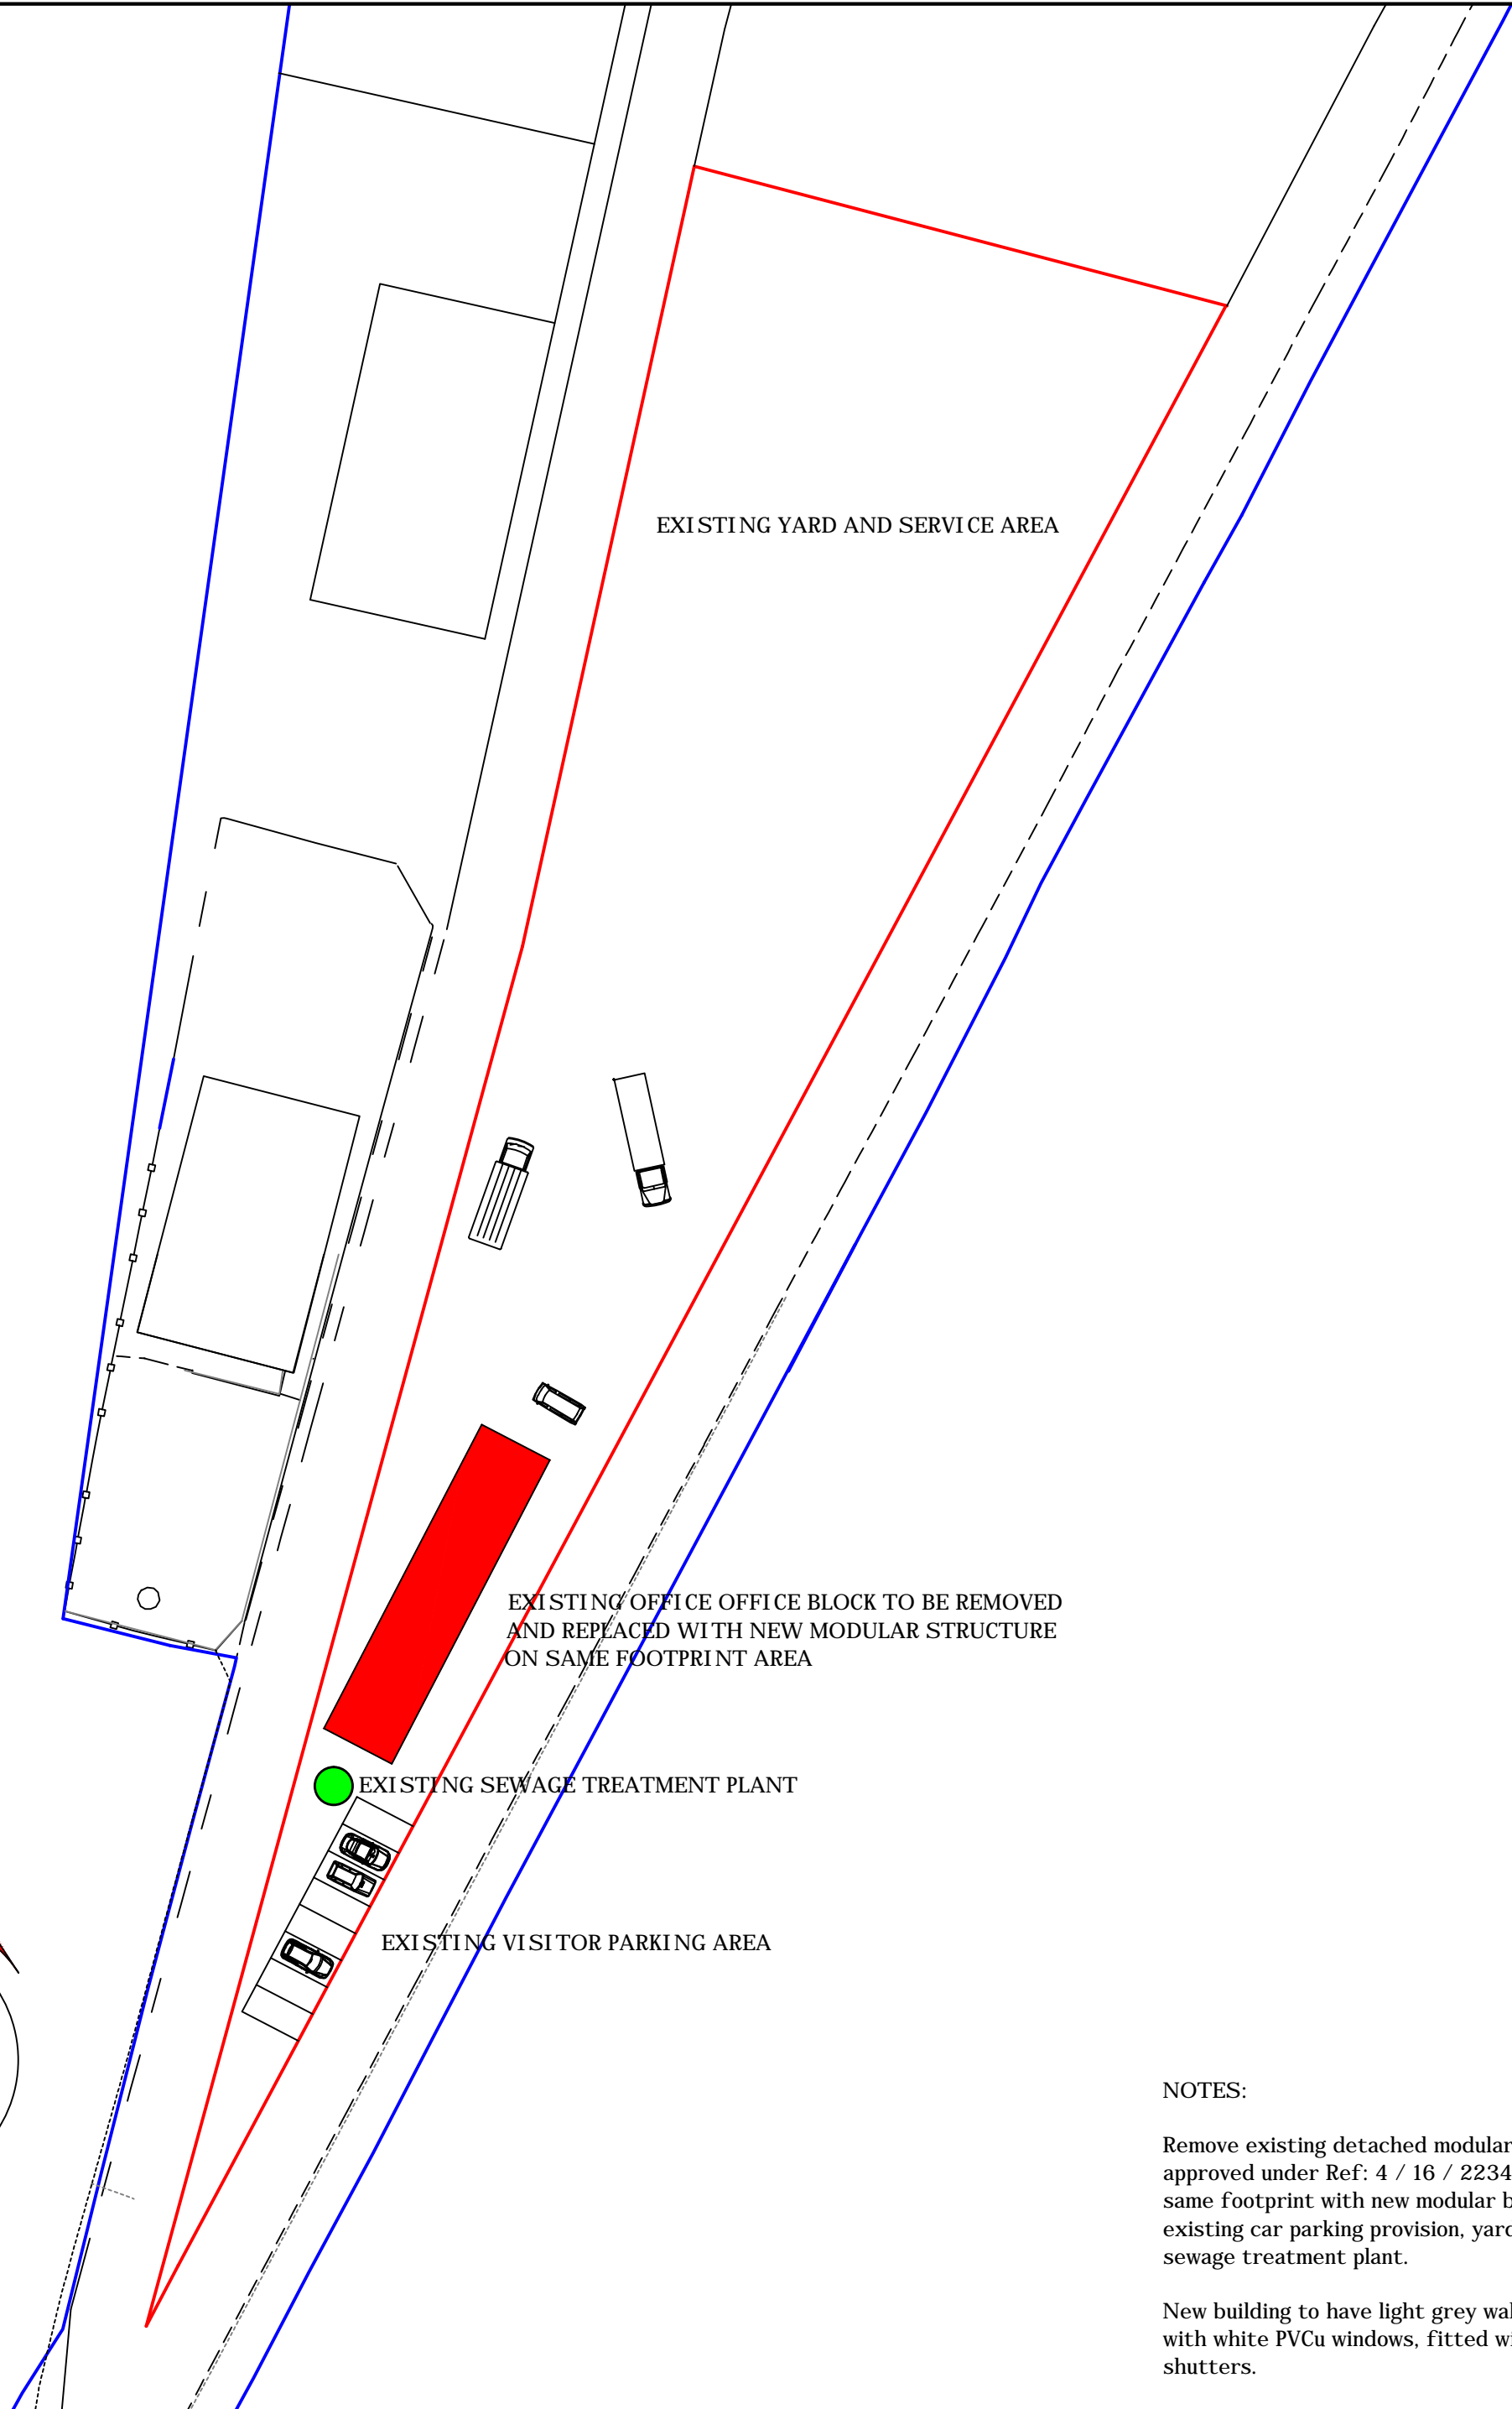 EXISTING YARD AND SERVICE AREA
EXISTING OFFICE OFFICE BLOCK TO BE REMOVED
AND REPLACED WITH NEW MODULAR STRUCTURE
ON SAME FOOTPRINT AREA
EXISTING SEWAGE TREATMENT PLANT
EXISTING VISITOR PARKING AREA
NOTES:
Remove existing detached modular
approved under Ref: 4 / 16 / 2234
same footprint with new modular
existing car parking provision,
sewage treatment plant.
New building to have light grey
with white PVCu windows, fitted
shutters.